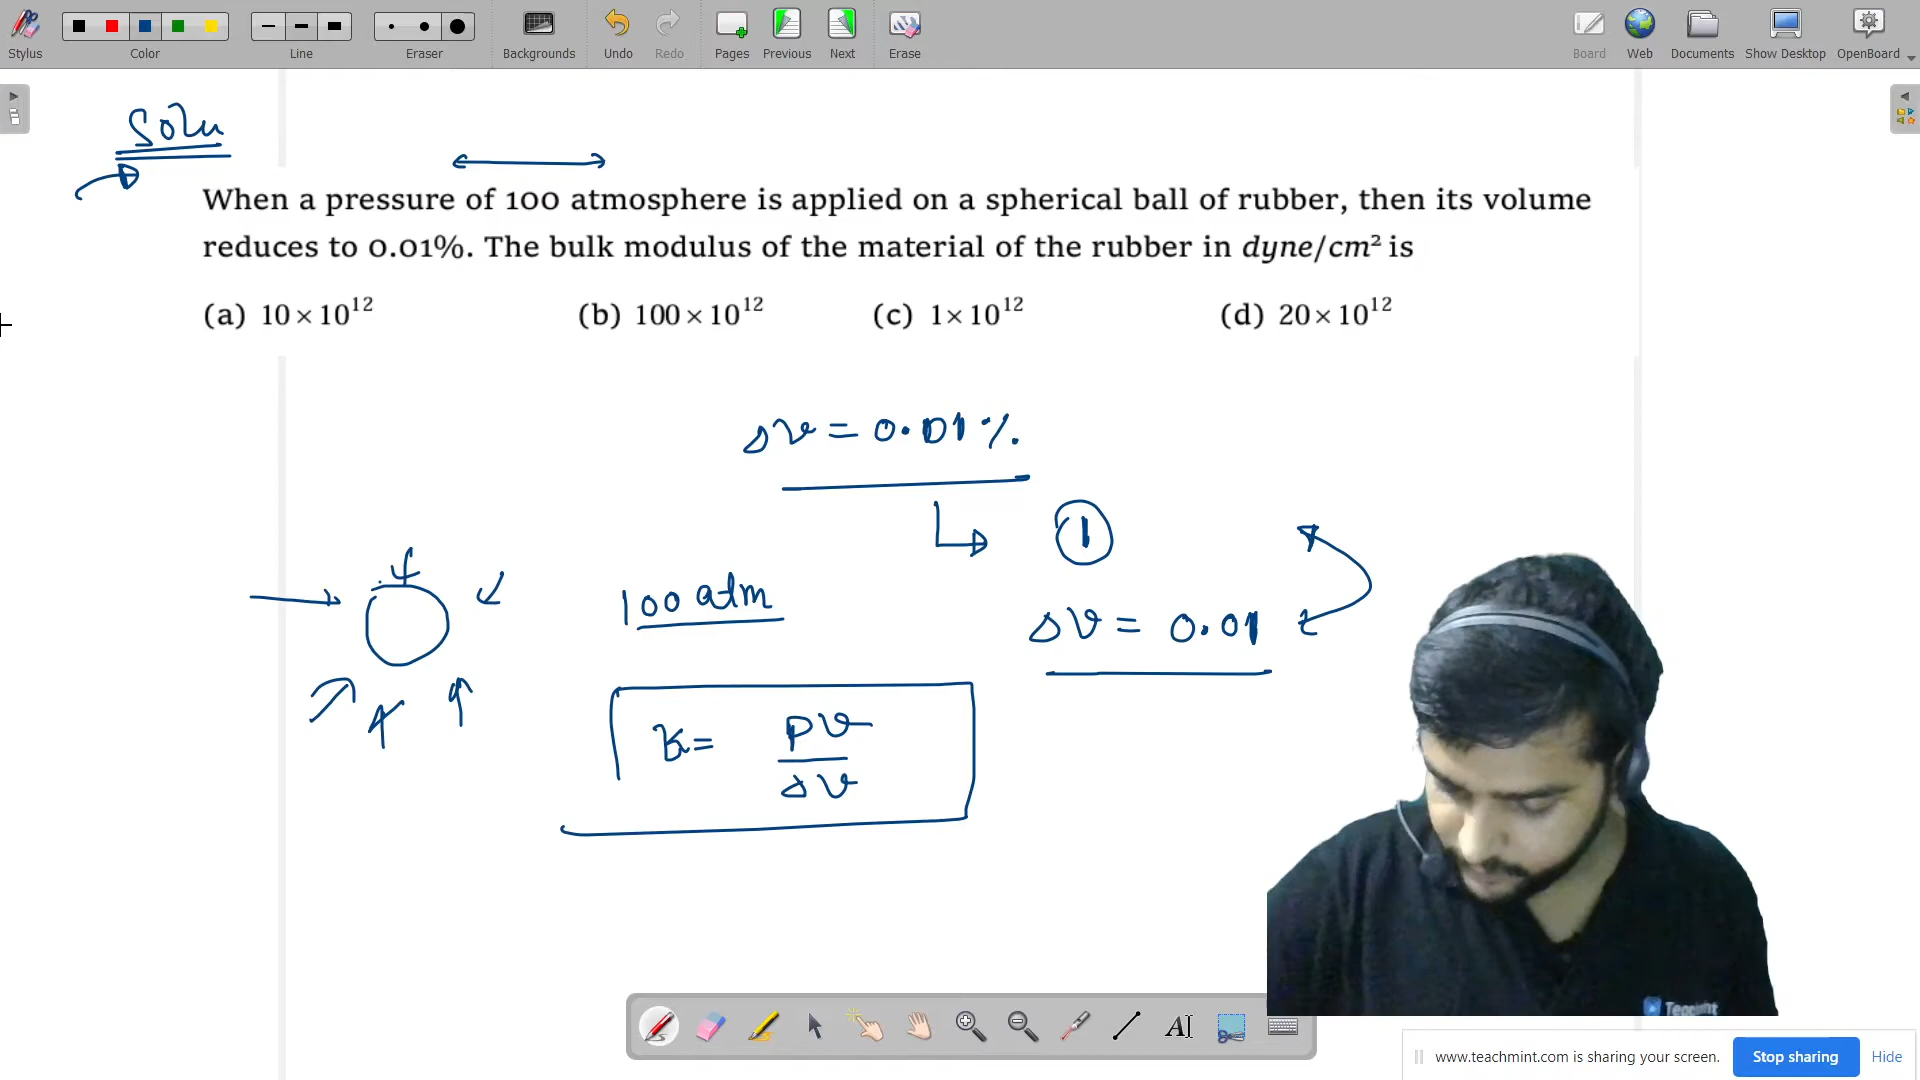 Stylus
Color
Line
Eraser
Backgrounds
Undo
Redo
Pages
Previous
Next
Erase
Board
Web
Documents
Show Desktop
OpenBoard
Solu
When a pressure of 100 atmosphere is applied on a spherical ball of rubber, then its volume
reduces to 0.01%. The bulk modulus of the material of the rubber in dyne/cm² is
(a) 10×10¹² (b) 100×10¹² (c) 1×10¹² (d) 20×10¹²
ΔV = 0.01%.
1
100 atm
ΔV = 0.01
K = PV
ΔV
Teachmint
www.teachmint.com is sharing your screen.
Stop sharing
Hide